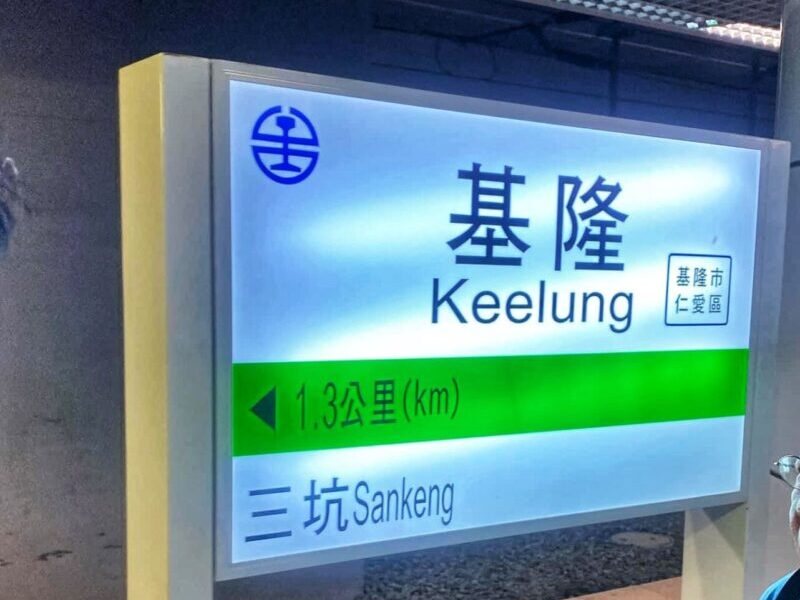 基隆
Keelung
基隆市
仁愛區
1.3公里(km)
三坑Sankeng